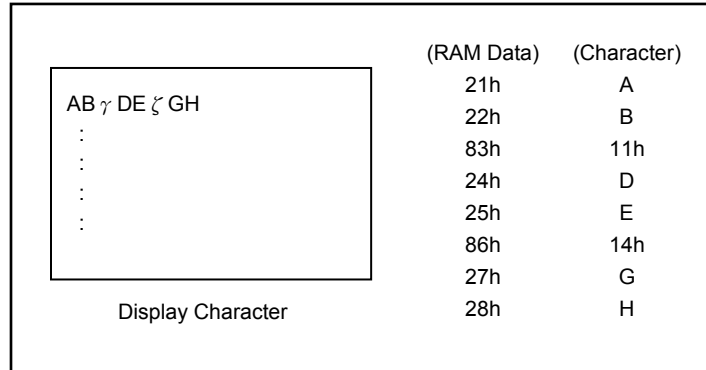 (RAM Data) (Character)
21h A
AB γ DE ζ GH
22h B
:
83h 11h
:
24h D
:
25h E
:
86h 14h
27h G
Display Character
28h H